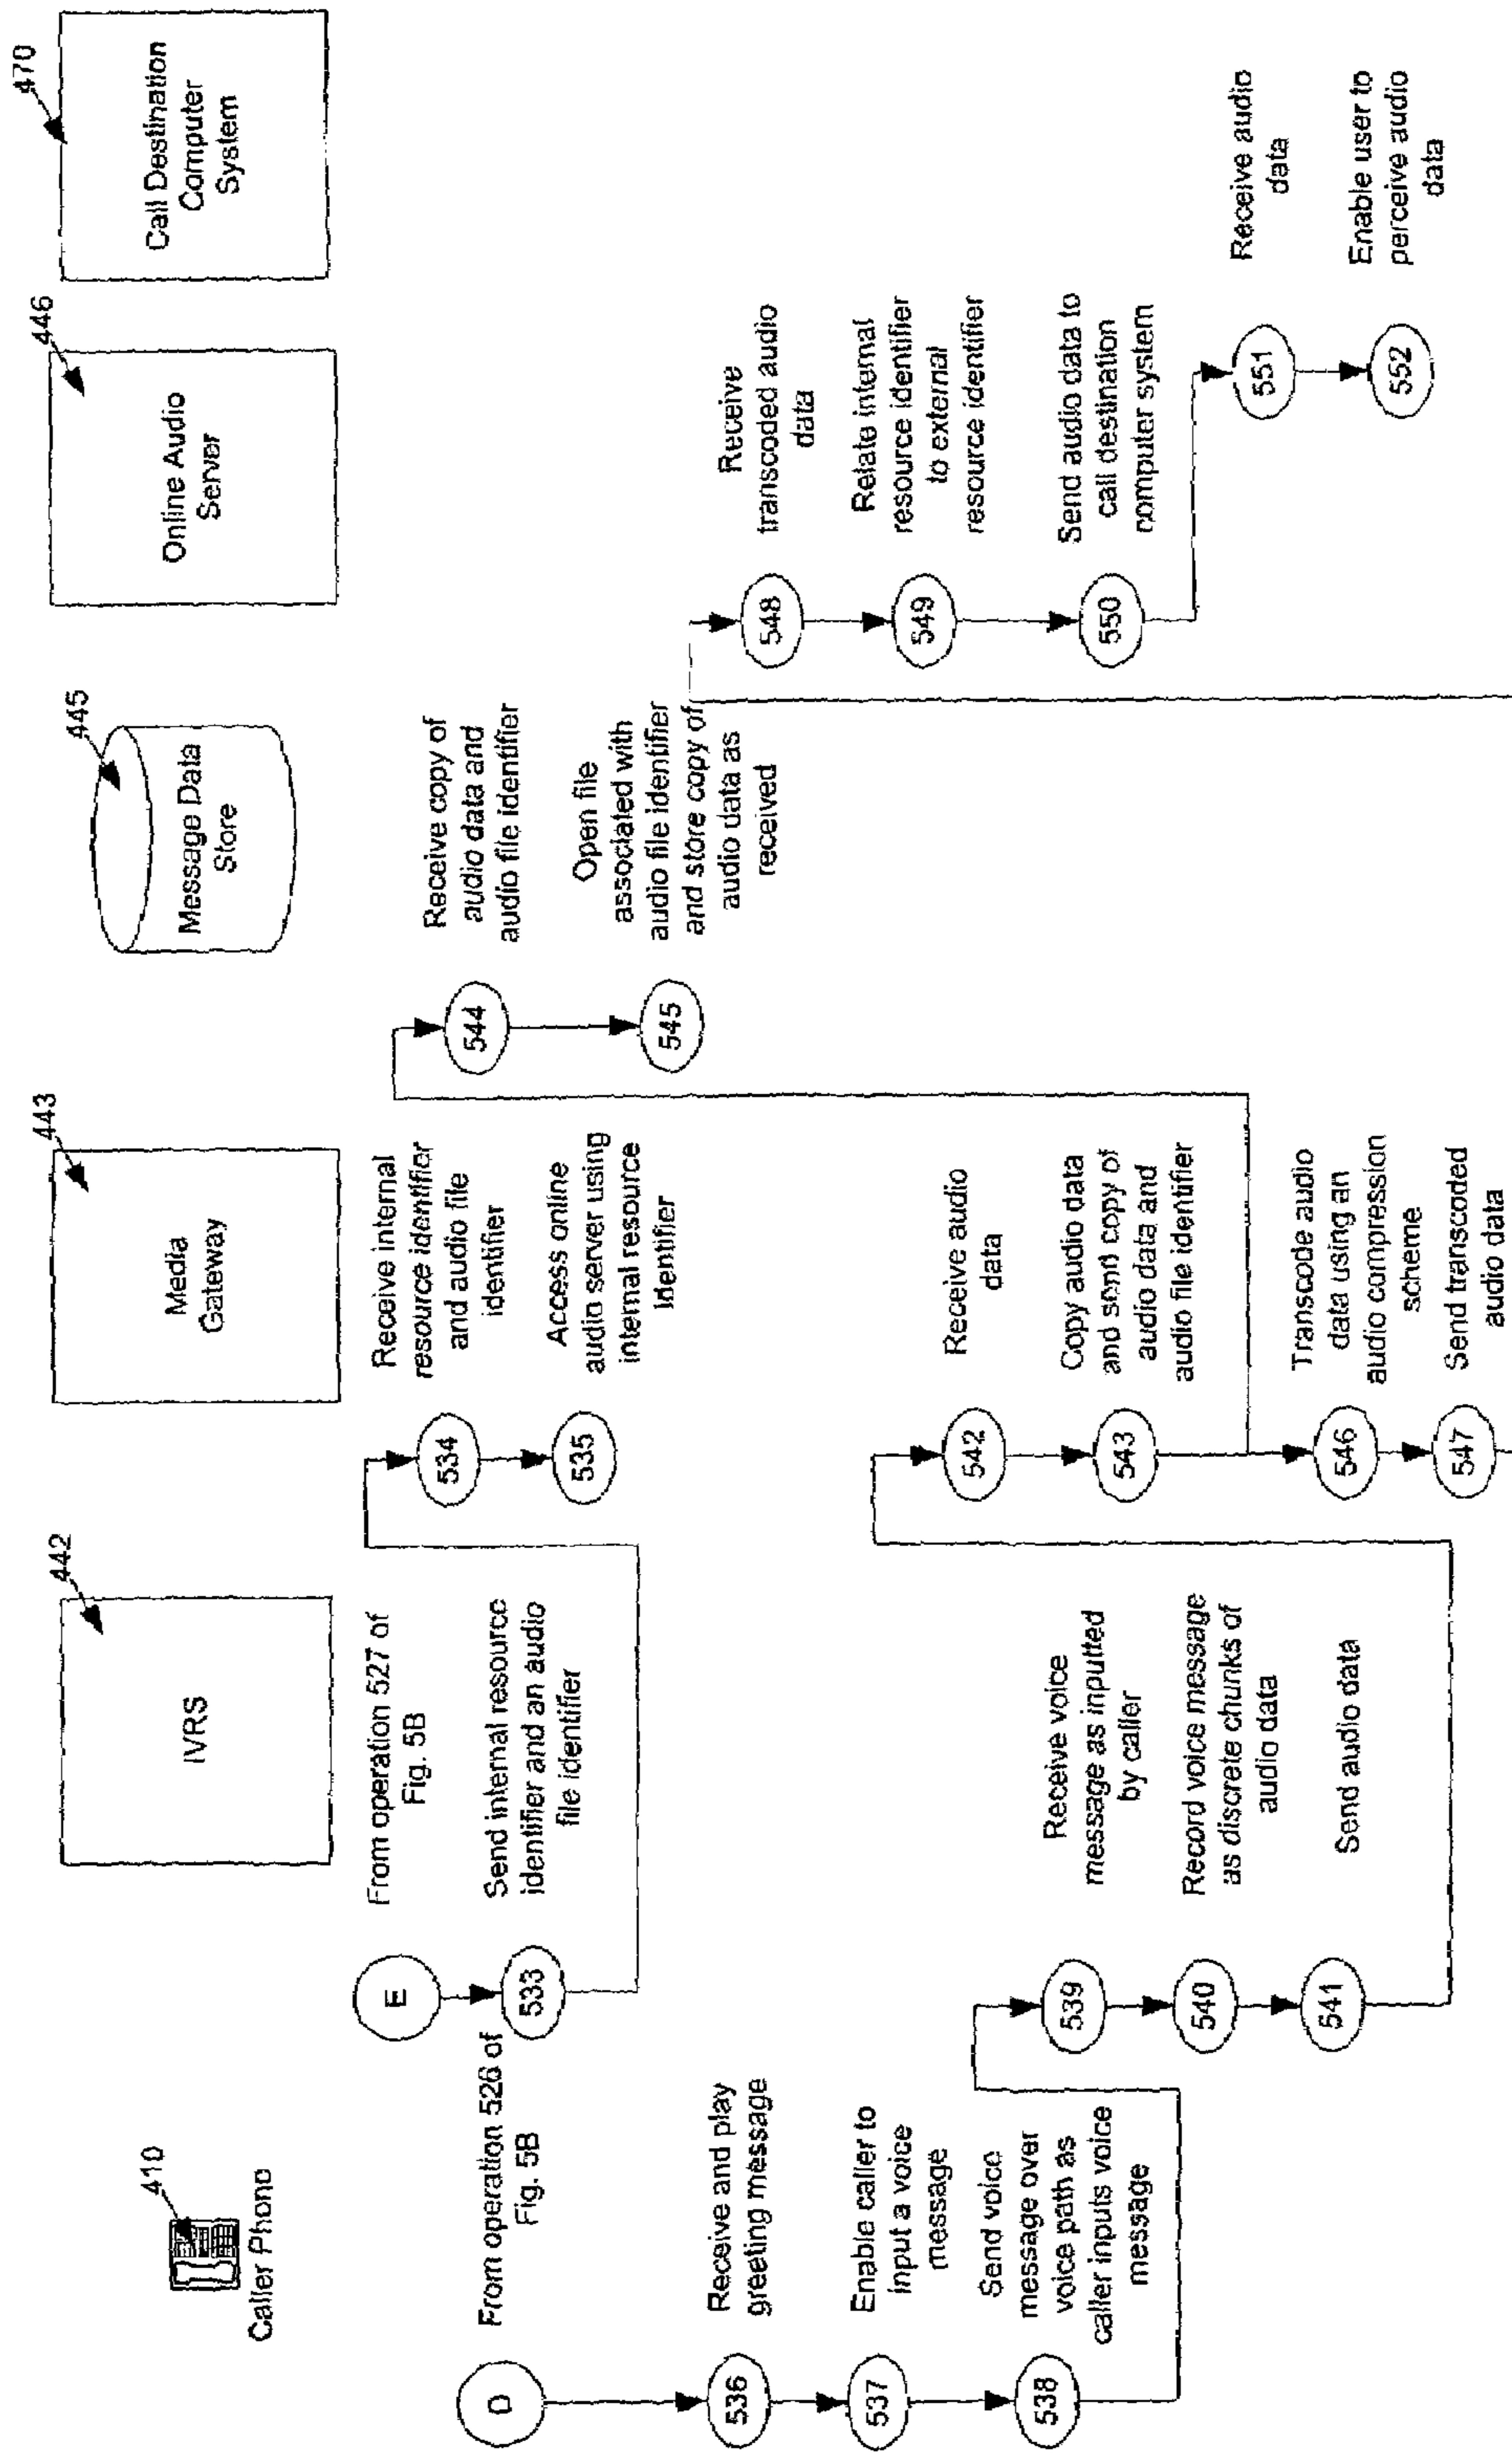 410
Caller Phone
442
IVRS
443
Media
Gateway
445
Message Data
Store
446
Online Audio
Server
470
Call Destination
Computer
System
D
From operation 526 of
Fig. 5B
536
Receive and play
greeting message
537
Enable caller to
input a voice
message
538
Send voice
message over
voice path as
caller inputs voice
message
E
From operation 527 of
Fig. 5B
533
Send internal resource
identifier and an audio
file identifier
539
Receive voice
message as inputted
by caller
540
Record voice message
as discrete chunks of
audio data
541
Send audio data
534
Receive internal
resource identifier
and audio file
identifier
535
Access online
audio server using
internal resource
identifier
542
Receive audio
data
543
Copy audio data
and send copy of
audio data and
audio file identifier
546
Transcode audio
data using an
audio compression
scheme
547
Send transcoded
audio data
544
Receive copy of
audio data and
audio file identifier
545
Open file
associated with
audio file identifier
and store copy of
audio data as
received
548
Receive
transcoded audio
data
549
Relate internal
resource identifier
to external
resource identifier
550
Send audio data to
call destination
computer system
551
Receive audio
data
552
Enable user to
perceive audio
data